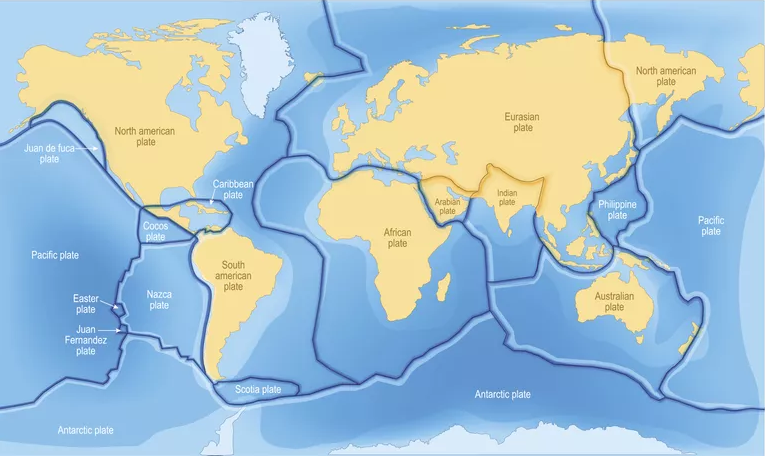 North american
plate
Eurasian
plate
North american
plate
Juan de fuca
plate
Caribbean
plate
Cocos
plate
Arabian
plate
Indian
plate
Philippine
plate
Pacific
plate
African
plate
Pacific plate
South
american
plate
Nazca
plate
Easter
plate
Juan
Fernandez
plate
Australian
plate
Scotia plate
Antarctic plate
Antarctic plate